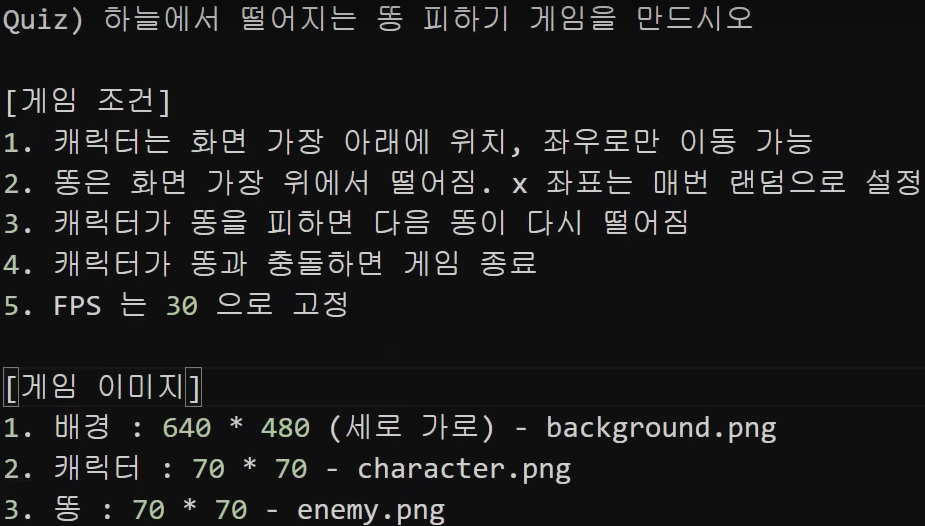 Quiz) 하늘에서 떨어지는 똥 피하기 게임을 만드시오
[게임 조건]
1. 캐릭터는 화면 가장 아래에 위치, 좌우로만 이동 가능
2. 똥은 화면 가장 위에서 떨어짐. x 좌표는 매번 랜덤으로 설정
3. 캐릭터가 똥을 피하면 다음 똥이 다시 떨어짐
4. 캐릭터가 똥과 충돌하면 게임 종료
5. FPS 는 30 으로 고정
[게임 이미지]
1. 배경 : 640 * 480 (세로 가로) - background.png
2. 캐릭터 : 70 * 70 - character.png
3. 똥 : 70 * 70 - enemy.png